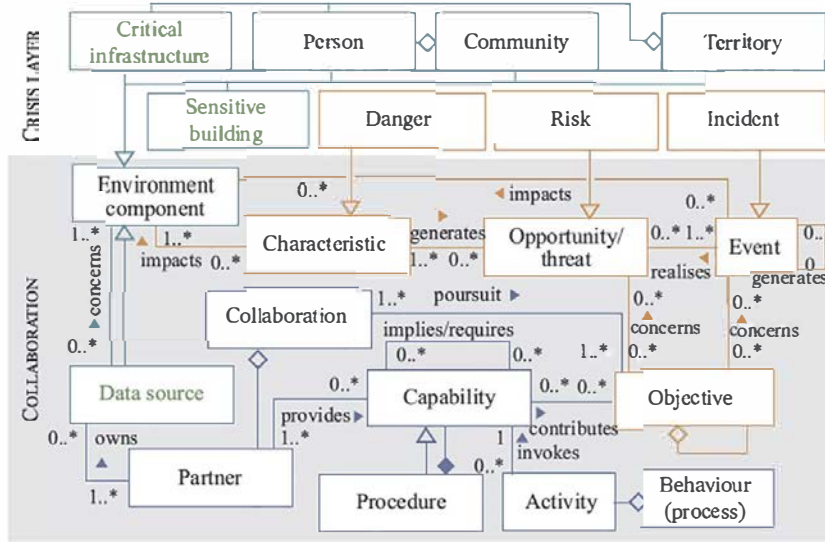 CRISIS LAYER
Critical
infrastructure
Person
Community
Territory
Sensitive
building
Danger
Risk
Incident
COLLABORATION
Environment
component
0..*
impacts
0..*
1..*
1..*
impacts
0..*
Characteristic
generates
1..*
0..*
Opportunity/
threat
0..*
1..*
realises
Event
0..
0
generates
concerns
0..*
Collaboration
1..*
poursuit
0..*
concerns
0..*
0..*
concerns
0..*
implies/requires
0..*
0..*
1..*
Data source
0..*
provides
1..*
Capability
0..*
0..*
contributes
Objective
0..*
owns
1..*
Partner
1
invokes
0..*
Procedure
Activity
Behaviour
(process)